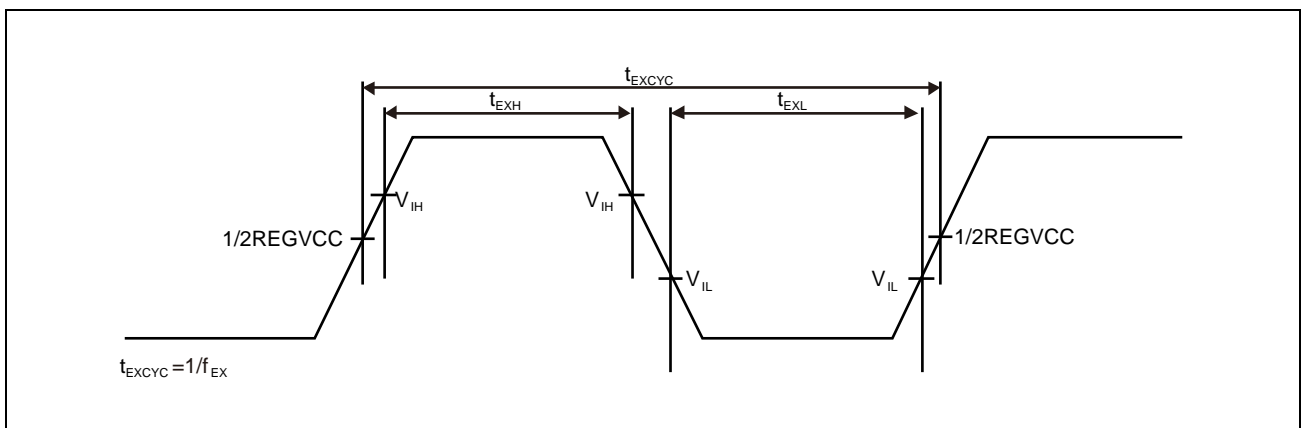 tEXCYC
tEXH tEXL
VIH VIH
1/2REGVCC 1/2REGVCC
VIL VIL
tEXCYC=1/fEX